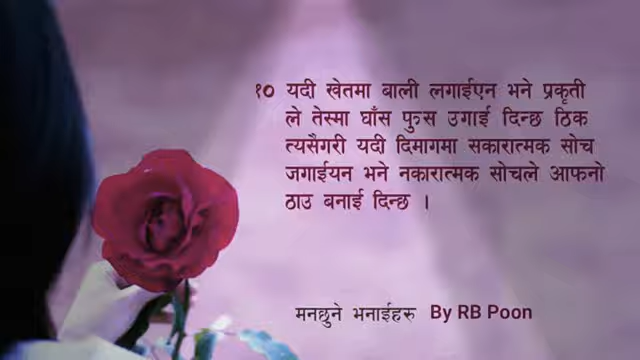 १० यदी खेतमा बाली लगाईएन भने प्रकृती
ले तेस्मा घाँस पुत्र्स उगाई दिन्छ ठिक
त्यसैगरी यदी दिमागमा सकारात्मक सोच
जगाईयन भने नकारात्मक सोचले आफनो
ठाउ बनाई दिन्छ ।
मनछुने भनाईहरु By RB Poon